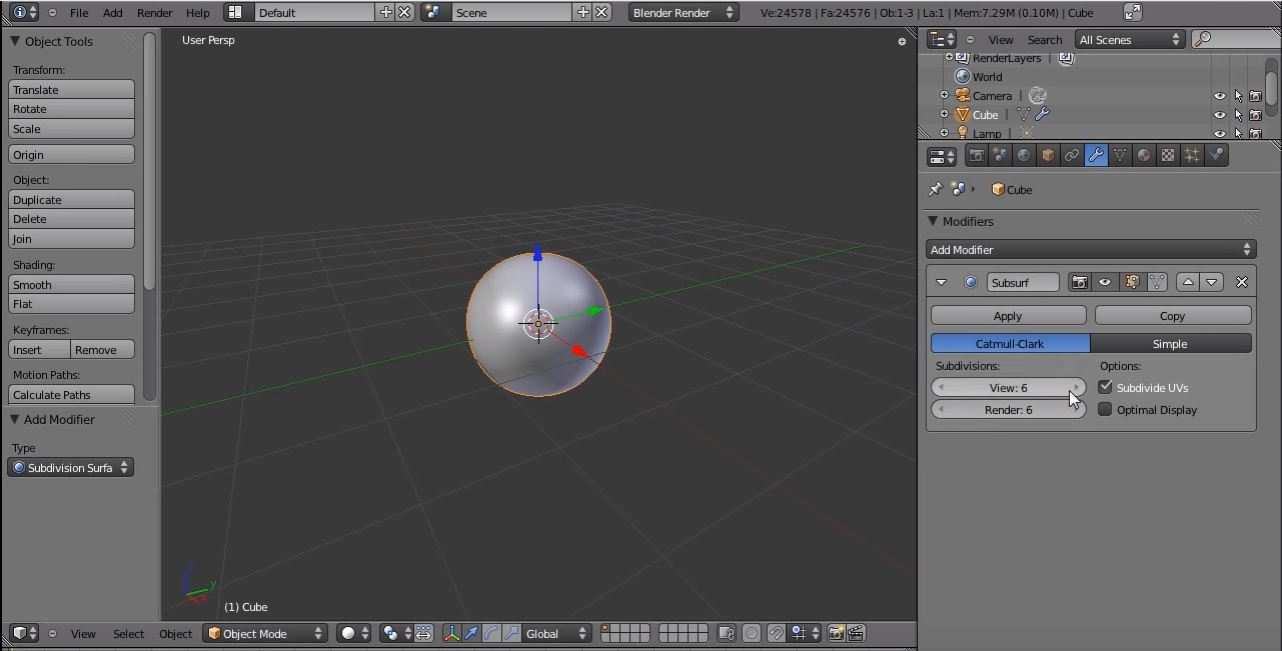 File Add Render Help Default Scene Blender Render Ve:24578 | Fa:24576 | Ob:1-3 | La:1 | Mem:7.29M (0.10M) | Cube
Object Tools
Transform:
Translate
Rotate
Scale
Origin
Object:
Duplicate
Delete
Join
Shading:
Smooth
Flat
Keyframes:
Insert Remove
Motion Paths:
Calculate Paths
Add Modifier
Type
Subdivision Surfa
User Persp
z
y
x
(1) Cube
View Select Object Object Mode Global
View Search All Scenes
RenderLayers |
World
Camera |
Cube |
Lamp |
Cube
Modifiers
Add Modifier
Subsurf
Apply Copy
Catmull-Clark Simple
Subdivisions: Options:
View: 6 Subdivide UVs
Render: 6 Optimal Display